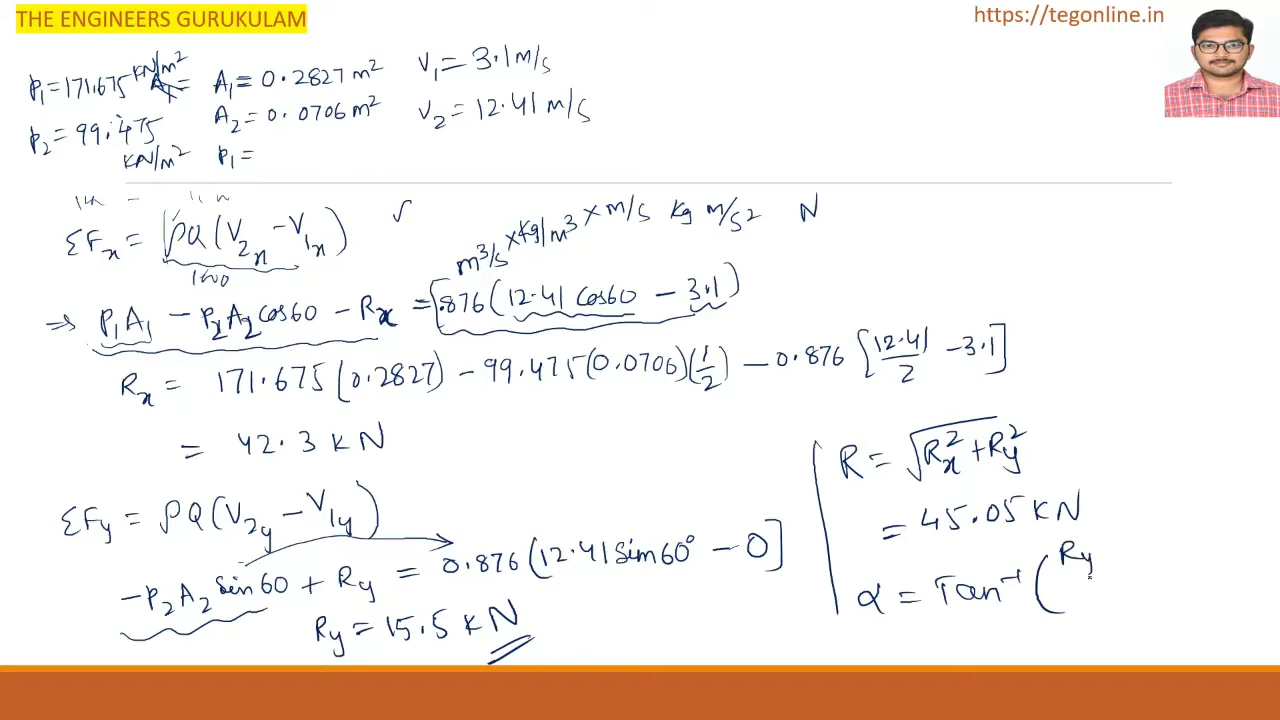 THE ENGINEERS GURUKULAM
https://tegonline.in
p₁ = 171.675 KN/m² A₁ = 0.2827 m² V₁ = 3.1 m/s
p₂ = 99.475 KN/m² A₂ = 0.0706 m² V₂ = 12.41 m/s
p₁ =
ΣFₓ = ρQ (V₂ₓ - V₁ₓ) √ m³/s × kg/m³ × m/s kg m/s² N
1000
⇒ p₁A₁ - p₂A₂ cos60 - Rₓ = [.876 (12.41 cos60 - 3.1)
Rₓ = 171.675 (0.2827) - 99.475 (0.0706) (1/2) - 0.876 [12.41/2 - 3.1]
= 42.3 KN
ΣFy = ρQ (V₂y - V₁y)
-p₂A₂ sin60 + Ry = 0.876 (12.41 sin60° - 0]
Ry = 15.5 KN
R = √Rₓ² + Ry²
= 45.05 KN
α = Tan⁻¹ (Ry